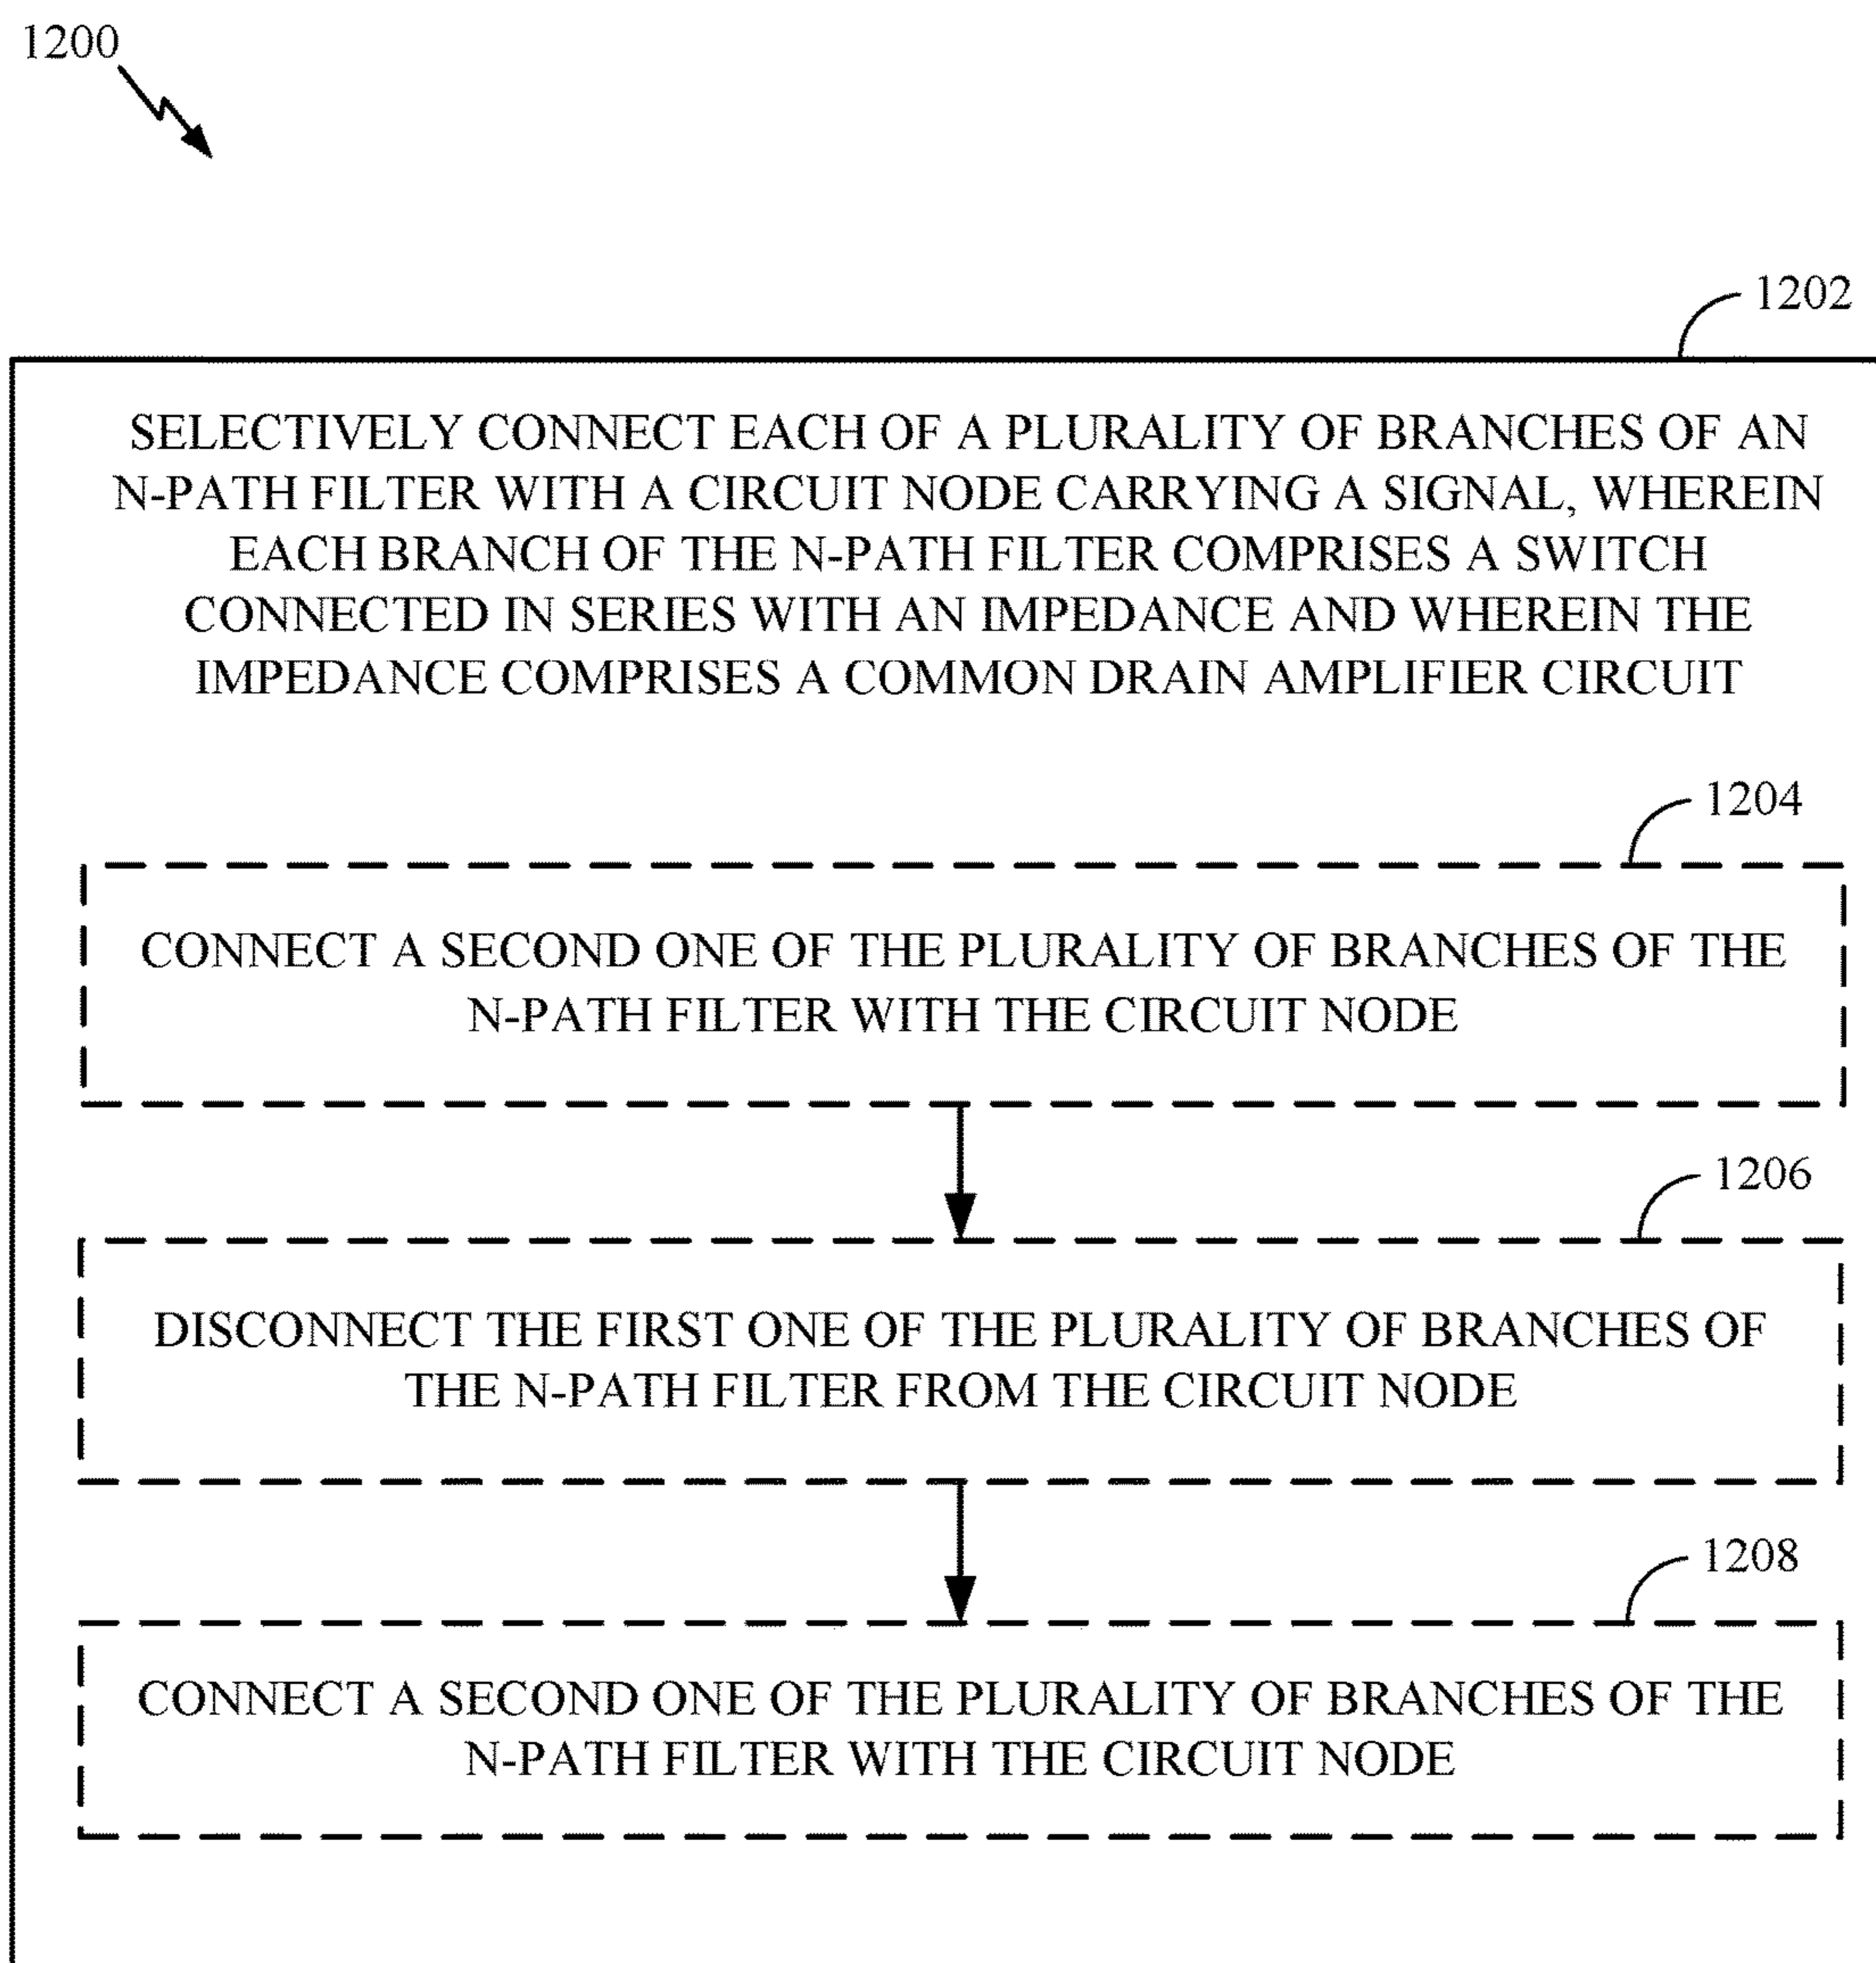 1200
1202
SELECTIVELY CONNECT EACH OF A PLURALITY OF BRANCHES OF AN
N-PATH FILTER WITH A CIRCUIT NODE CARRYING A SIGNAL, WHEREIN
EACH BRANCH OF THE N-PATH FILTER COMPRISES A SWITCH
CONNECTED IN SERIES WITH AN IMPEDANCE AND WHEREIN THE
IMPEDANCE COMPRISES A COMMON DRAIN AMPLIFIER CIRCUIT
1204
CONNECT A SECOND ONE OF THE PLURALITY OF BRANCHES OF THE
N-PATH FILTER WITH THE CIRCUIT NODE
1206
DISCONNECT THE FIRST ONE OF THE PLURALITY OF BRANCHES OF
THE N-PATH FILTER FROM THE CIRCUIT NODE
1208
CONNECT A SECOND ONE OF THE PLURALITY OF BRANCHES OF THE
N-PATH FILTER WITH THE CIRCUIT NODE